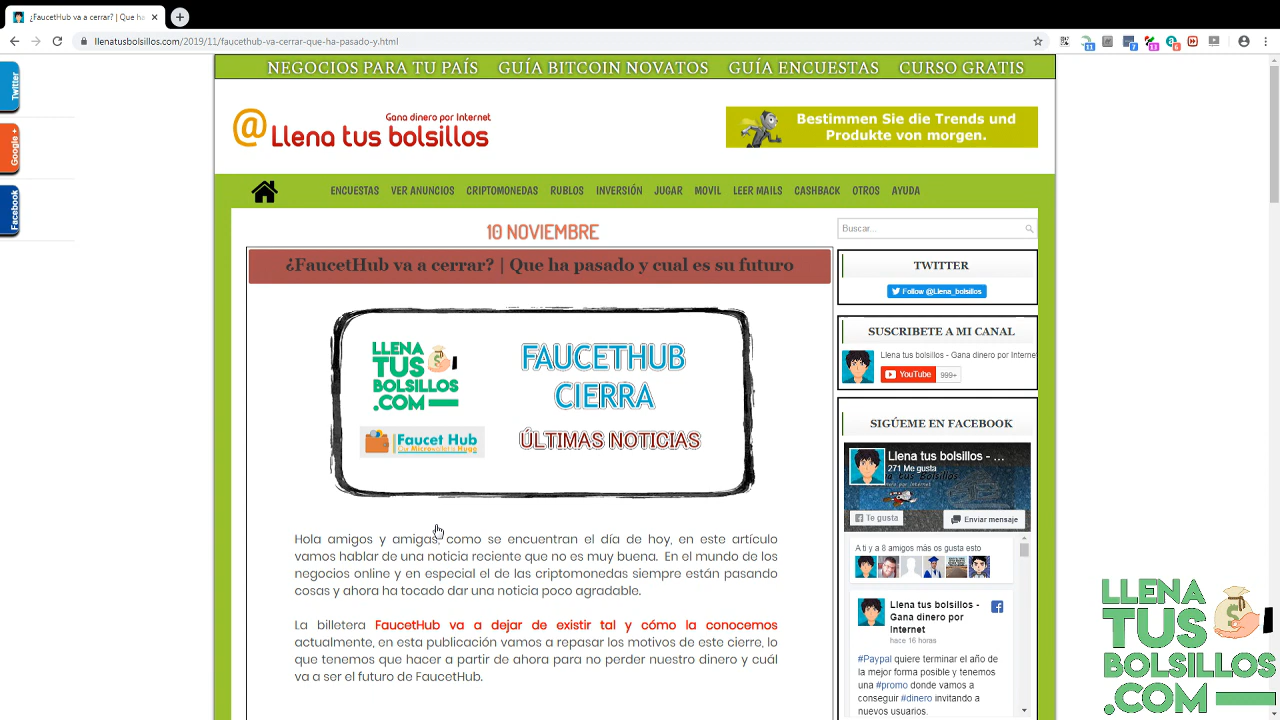 ¿FaucetHub va a cerrar? | Que ha
llenatusbolsillos.com/2019/11/faucethub-va-cerrar-que-ha-pasado-y.html
Twitter
Google +
Facebook
NEGOCIOS PARA TU PAÍS GUÍA BITCOIN NOVATOS GUÍA ENCUESTAS CURSO GRATIS
Gana dinero por Internet
@Llena tus bolsillos
Bestimmen Sie die Trends und
Produkte von morgen.
ENCUESTAS VER ANUNCIOS CRIPTOMONEDAS RUBLOS INVERSIÓN JUGAR MOVIL LEER MAILS CASHBACK OTROS AYUDA
10 NOVIEMBRE
¿FaucetHub va a cerrar? | Que ha pasado y cual es su futuro
LLENA
TUS
BOLSILLOS
.COM
Faucet Hub
FAUCETHUB
CIERRA
ÚLTIMAS NOTICIAS
Hola amigos y amigas, como se encuentran el día de hoy, en este artículo
vamos hablar de una noticia reciente que no es muy buena. En el mundo de los
negocios online y en especial el de las criptomonedas siempre están pasando
cosas y ahora ha tocado dar una noticia poco agradable.
La billetera FaucetHub va a dejar de existir tal y cómo la conocemos
actualmente, en esta publicación vamos a repasar los motivos de este cierre, lo
que tenemos que hacer a partir de ahora para no perder nuestro dinero y cuál
va a ser el futuro de FaucetHub.
Buscar...
TWITTER
Follow @Llena_bolsillos
SUSCRIBETE A MI CANAL
Llena tus bolsillos - Gana dinero por Interne
YouTube 999+
SIGÚEME EN FACEBOOK
Llena tus bolsillos - ...
271 Me gusta
Te gusta
Enviar mensaje
A ti y a 8 amigos más os gusta esto
Llena tus bolsillos -
Gana dinero por
Internet
hace 16 horas
#Paypal quiere terminar el año de
la mejor forma posible y tenemos
una #promo donde vamos a
conseguir #dinero invitando a
nuevos usuarios.
LLENA
TUS
BOLSILLOS
.COM